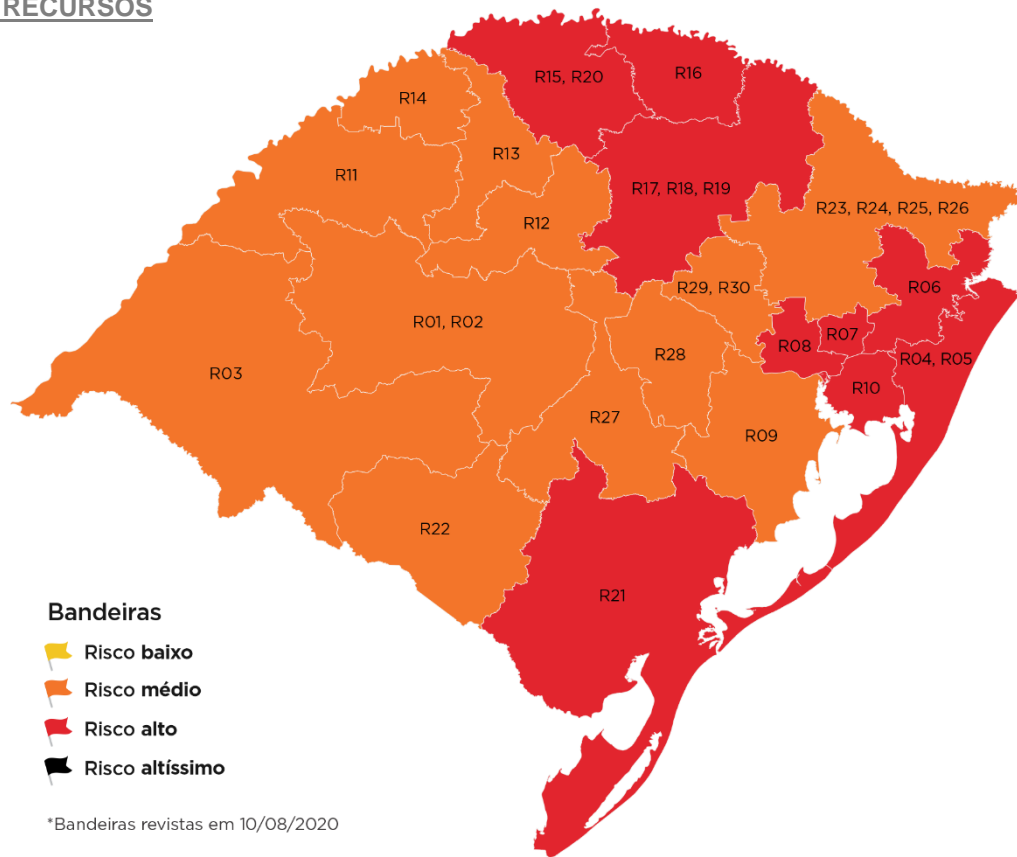 RECURSOS
R15, R20
R16
R14
R13
R11
R17, R18, R19
R23, R24, R25, R26
R12
R29, R30
R06
R01, R02
R07
R08
R28
R04, R05
R03
R10
R27
R09
R22
R21
Bandeiras
Risco baixo
Risco médio
Risco alto
Risco altíssimo
*Bandeiras revistas em 10/08/2020